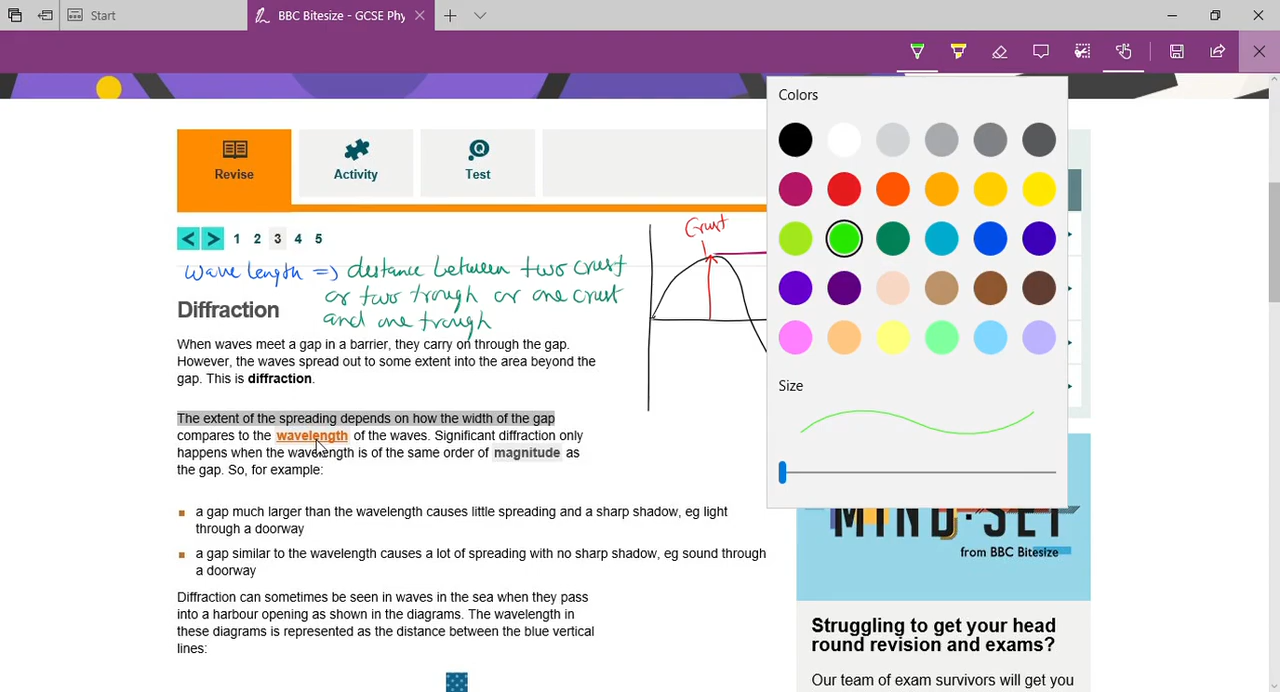 Start
BBC Bitesize - GCSE Phy
Colors
Revise
Activity
Test
1 2 3 4 5
Crust
wave length => distance between two crust
or two trough or one crust
and one trough
Diffraction
When waves meet a gap in a barrier, they carry on through the gap.
However, the waves spread out to some extent into the area beyond the
gap. This is diffraction.
Size
The extent of the spreading depends on how the width of the gap
compares to the wavelength of the waves. Significant diffraction only
happens when the wavelength is of the same order of magnitude as
the gap. So, for example:
a gap much larger than the wavelength causes little spreading and a sharp shadow, eg light
through a doorway
a gap similar to the wavelength causes a lot of spreading with no sharp shadow, eg sound through
a doorway
Diffraction can sometimes be seen in waves in the sea when they pass
into a harbour opening as shown in the diagrams. The wavelength in
these diagrams is represented as the distance between the blue vertical
lines:
MIND·SET
from BBC Bitesize
Struggling to get your head
round revision and exams?
Our team of exam survivors will get you